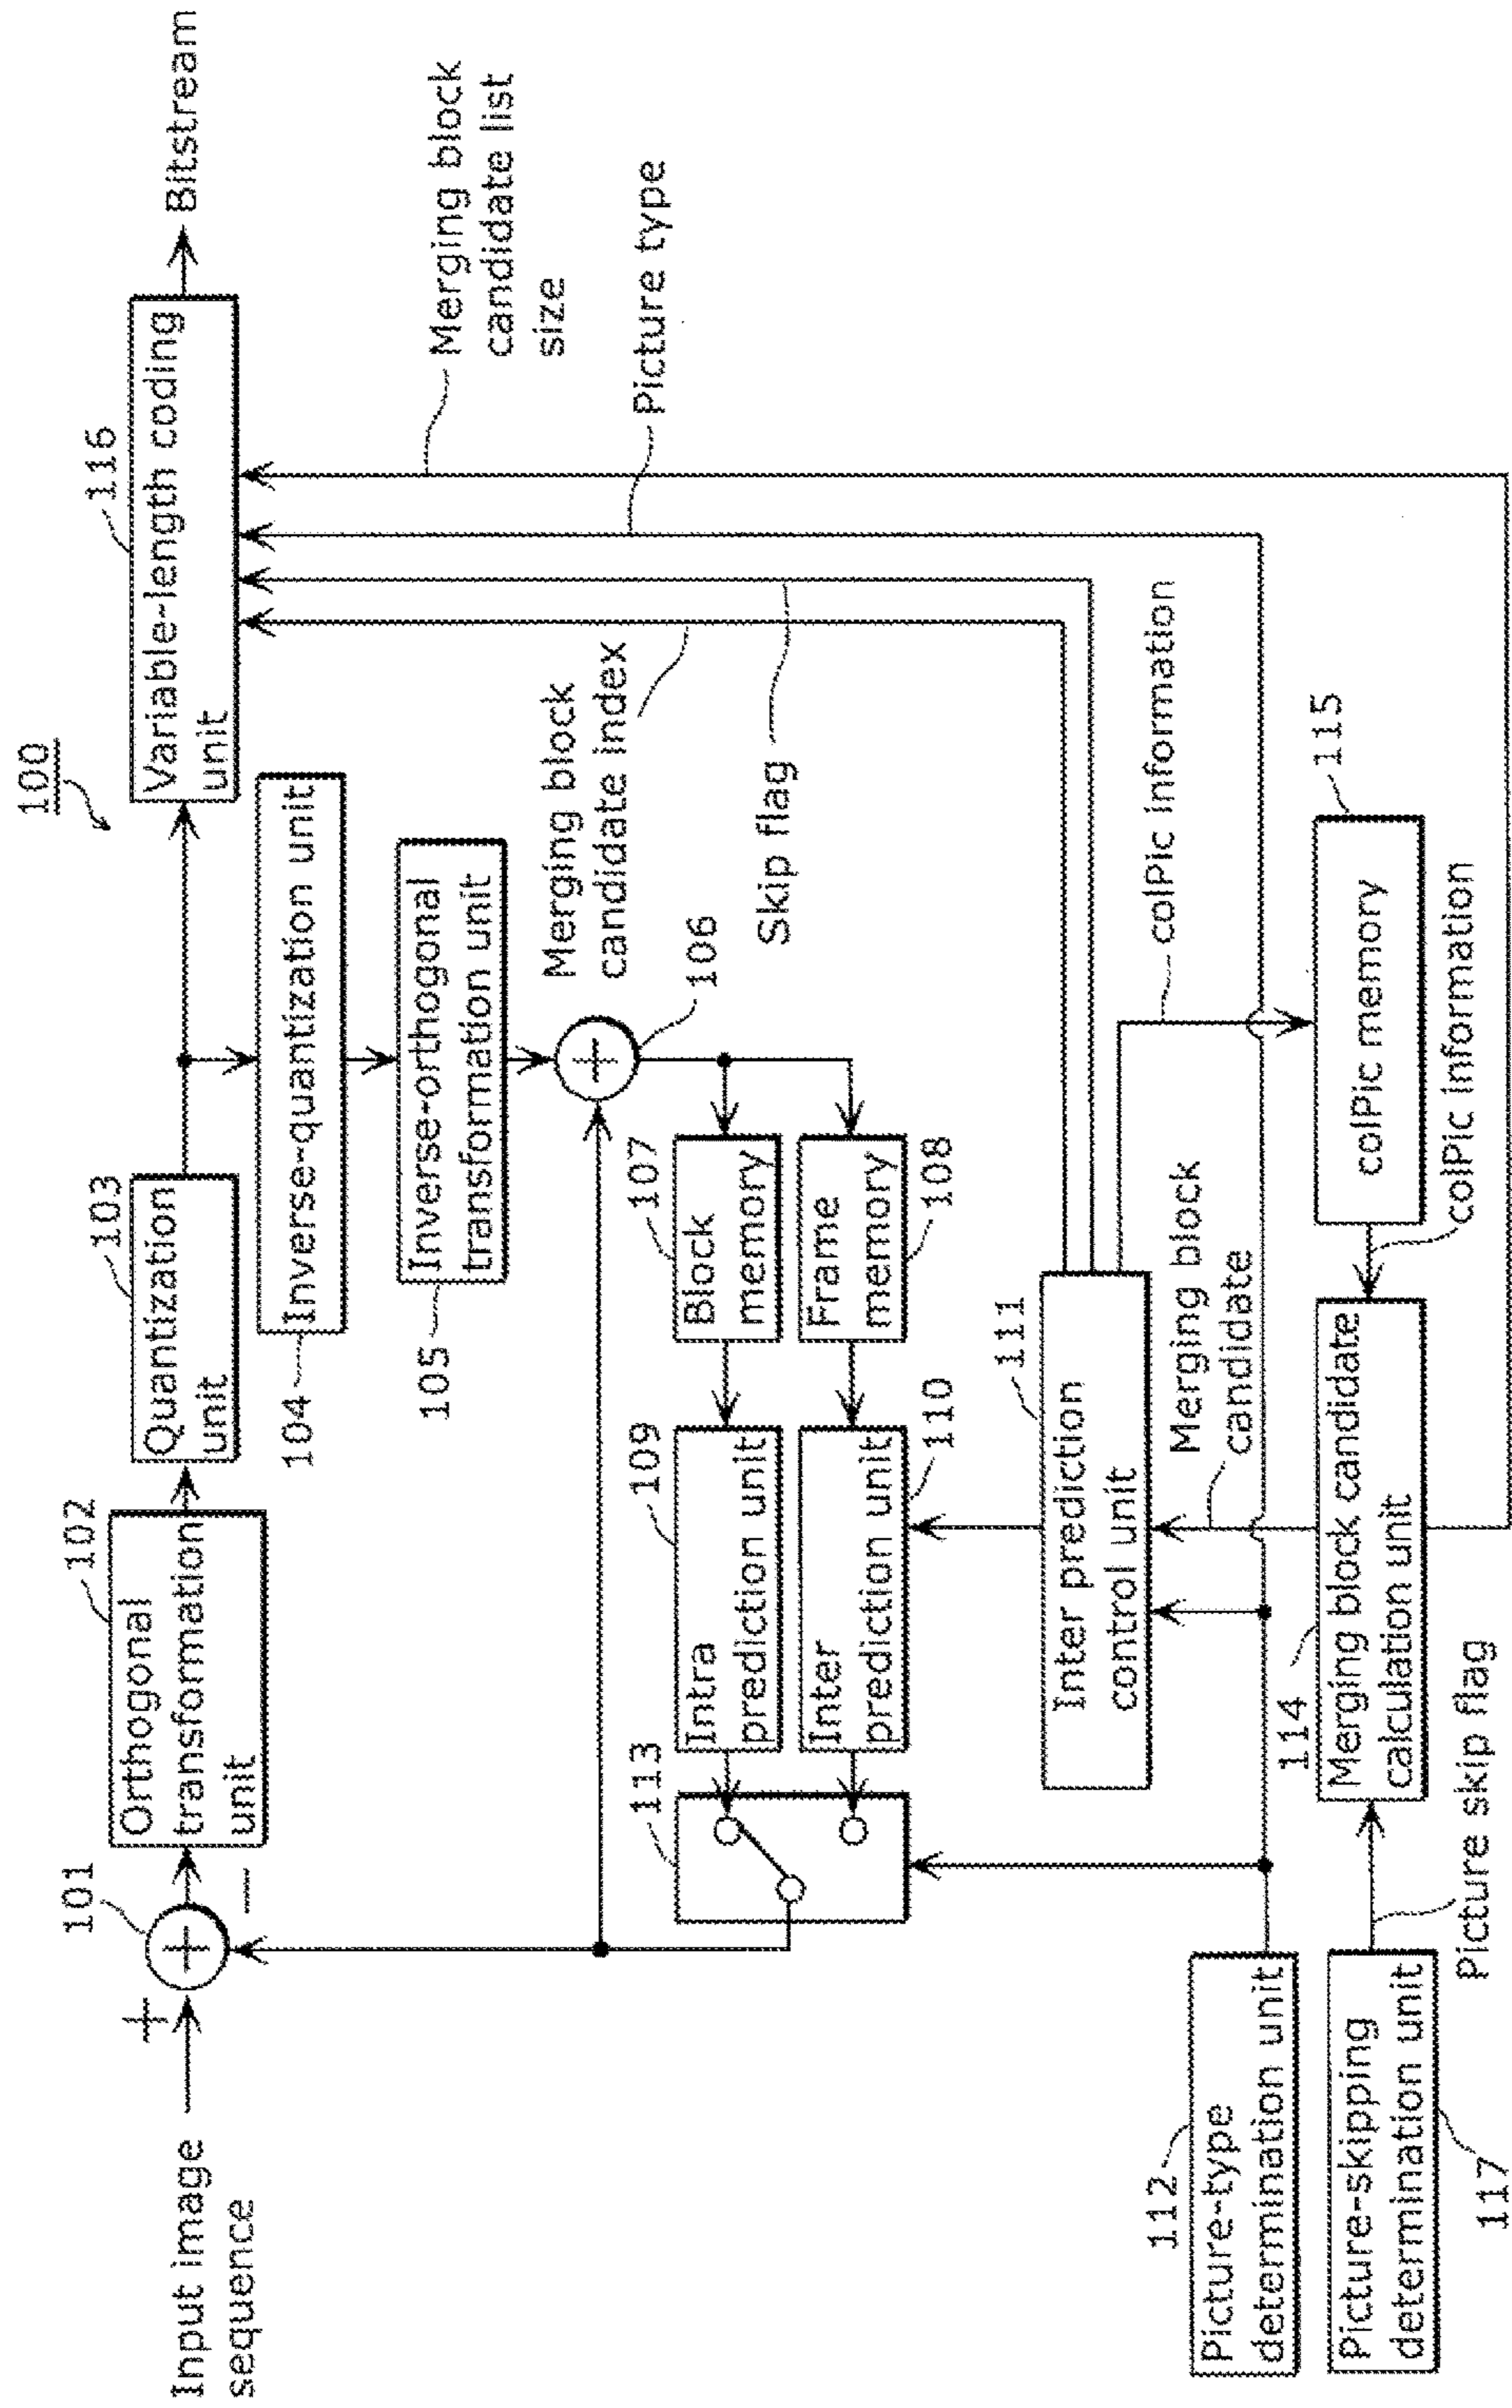 100
Input image
sequence
+
101
−
102
Orthogonal
transformation
unit
103
Quantization
unit
116
Variable-length coding
unit
Bitstream
104
Inverse-quantization unit
105
Inverse-orthogonal
transformation unit
Merging block
candidate index
Skip flag
Merging block
candidate list
size
Picture type
106
107
Block
memory
Frame
memory
108
109
Intra
prediction unit
Inter
prediction unit
110
113
111
Inter prediction
control unit
colPic information
Merging block
candidate
115
colPic memory
colPic information
112
Picture-type
determination unit
114
Merging block candidate
calculation unit
Picture-skipping
determination unit
117
Picture skip flag